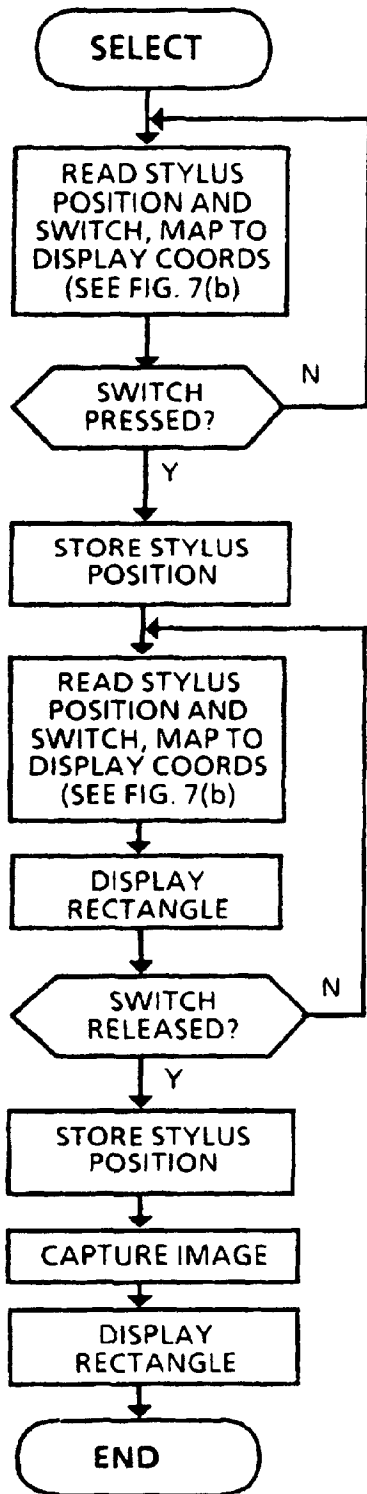 SELECT
READ STYLUS
POSITION AND
SWITCH, MAP TO
DISPLAY COORDS
(SEE FIG. 7(b)
SWITCH
PRESSED?
N
Y
STORE STYLUS
POSITION
READ STYLUS
POSITION AND
SWITCH, MAP TO
DISPLAY COORDS
(SEE FIG. 7(b)
DISPLAY
RECTANGLE
SWITCH
RELEASED?
N
Y
STORE STYLUS
POSITION
CAPTURE IMAGE
DISPLAY
RECTANGLE
END